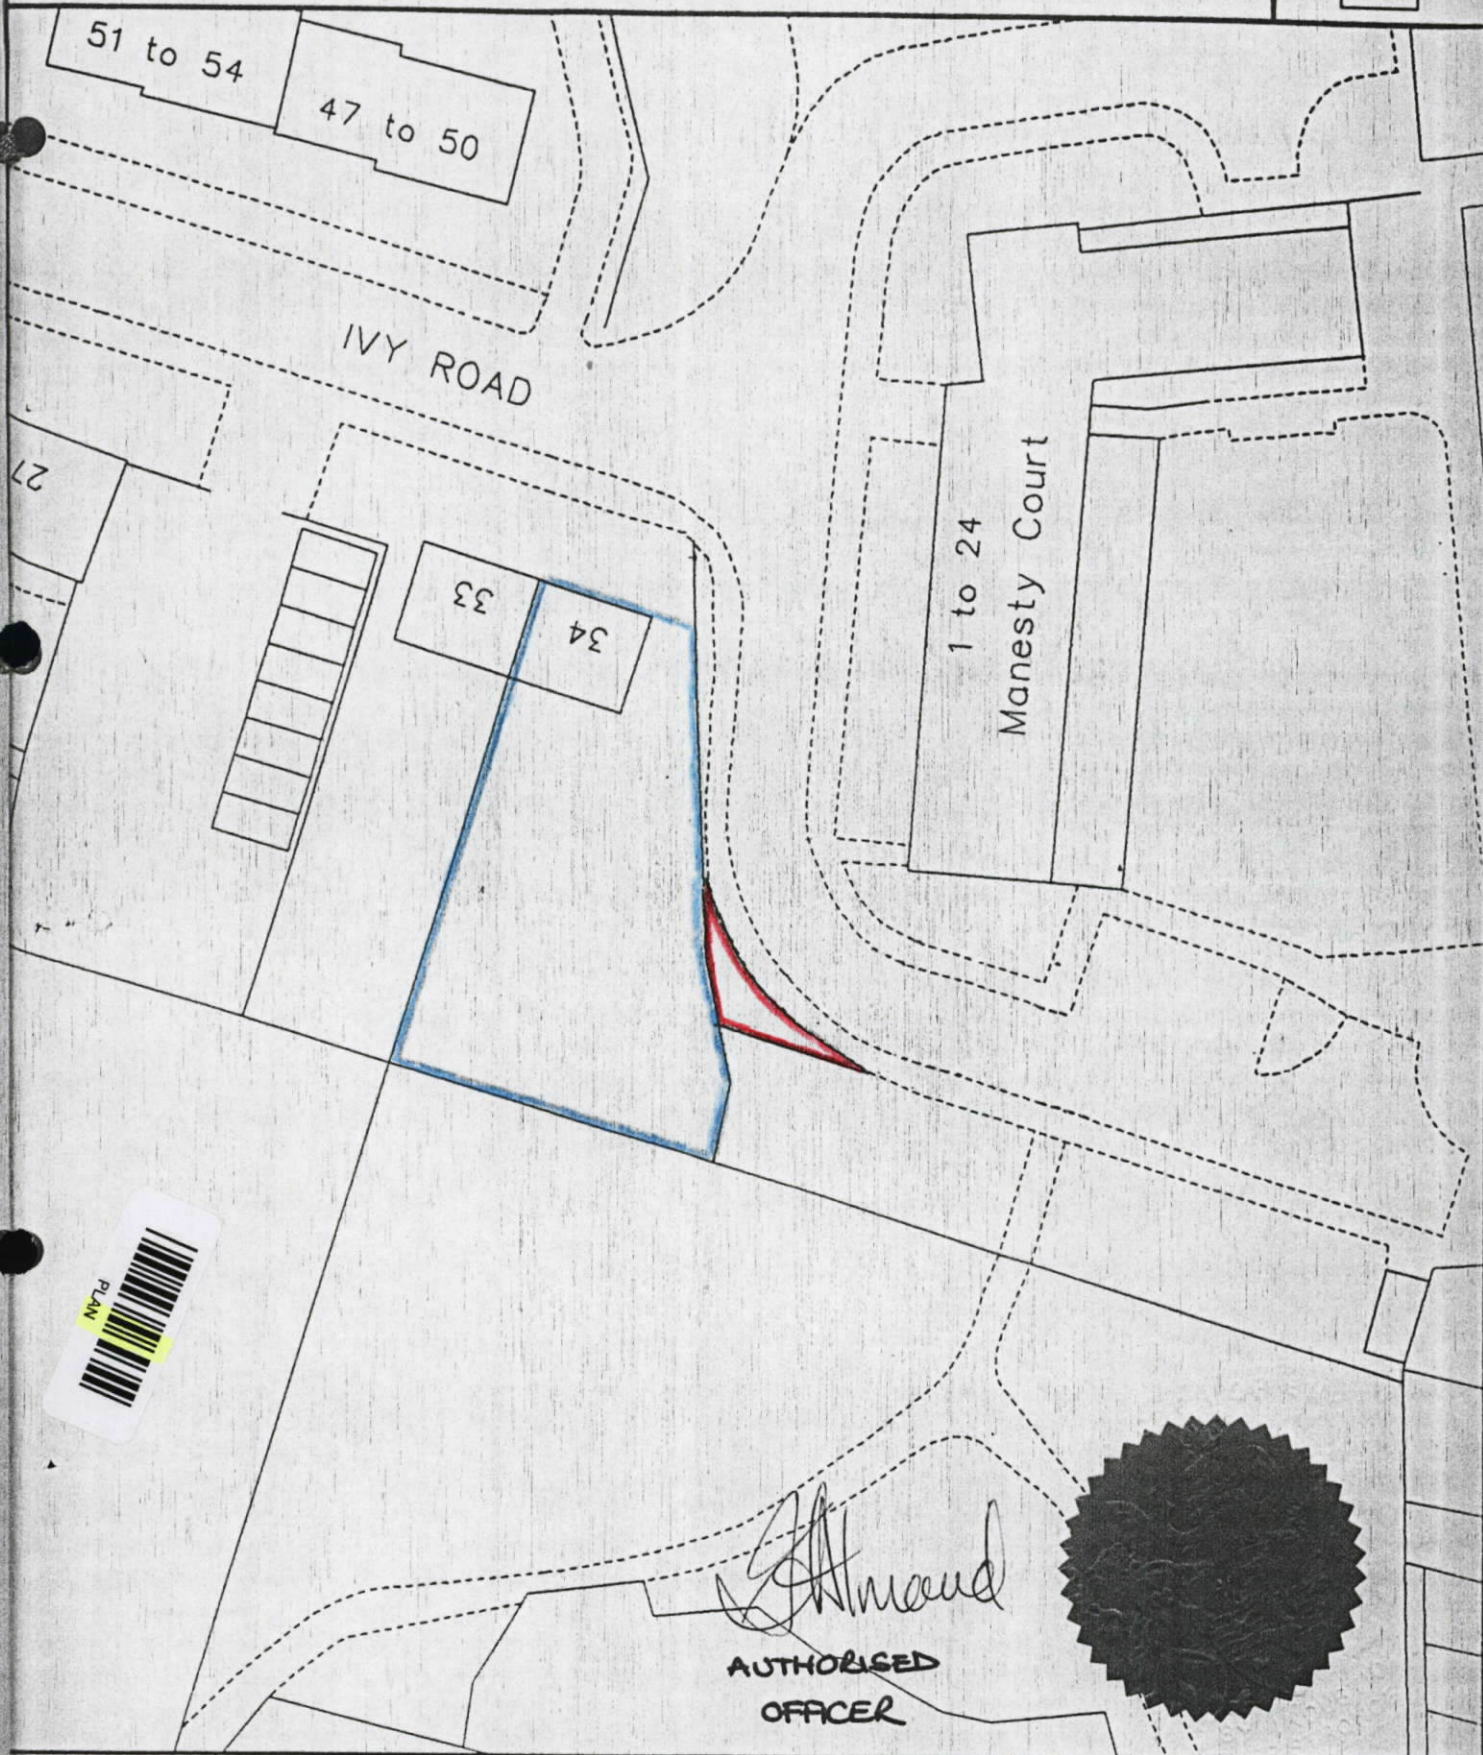 51 to 54
47 to 50
IVY ROAD
27
33
34
1 to 24
Manesty Court
PLAN
AUTHORISED
OFFICER